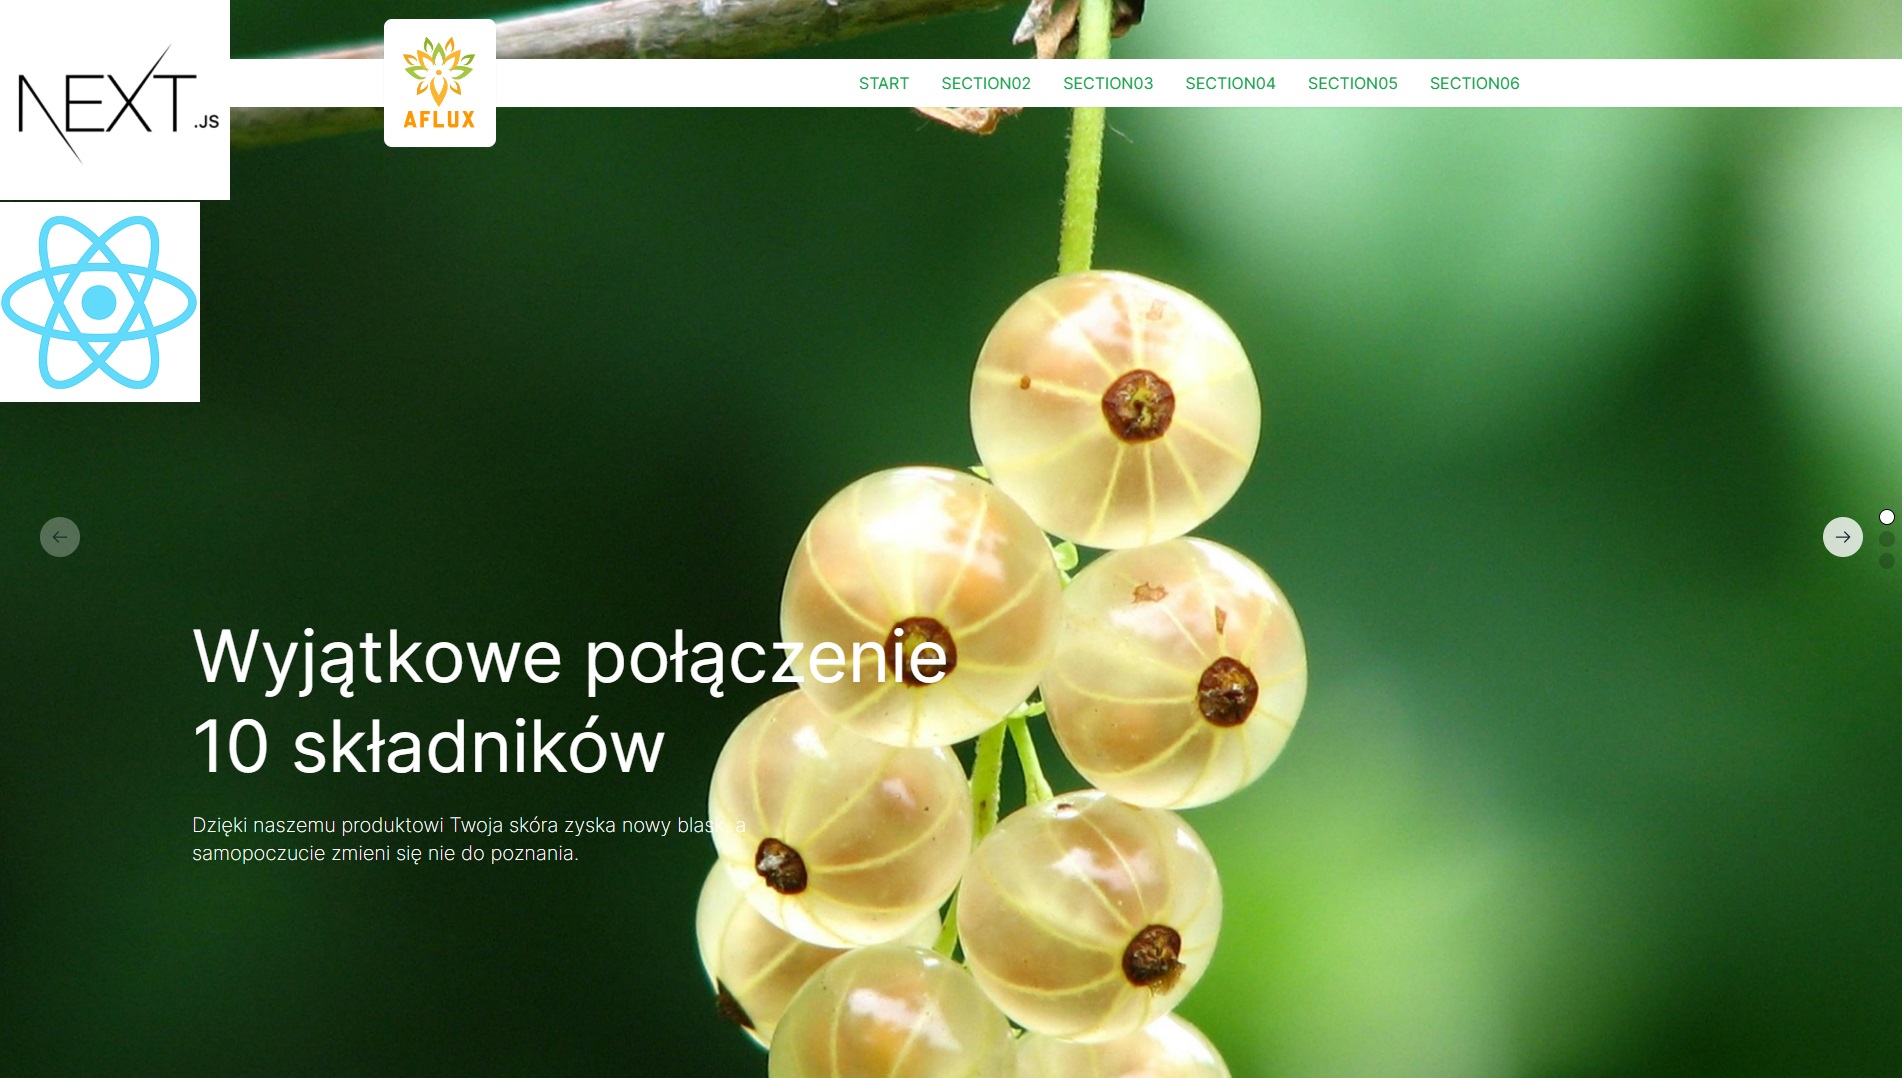 NEXT.JS
AFLUX
START SECTION02 SECTION03 SECTION04 SECTION05 SECTION06
Wyjątkowe połączenie
10 składników
Dzięki naszemu produktowi Twoja skóra zyska nowy blask, a
samopoczucie zmieni się nie do poznania.